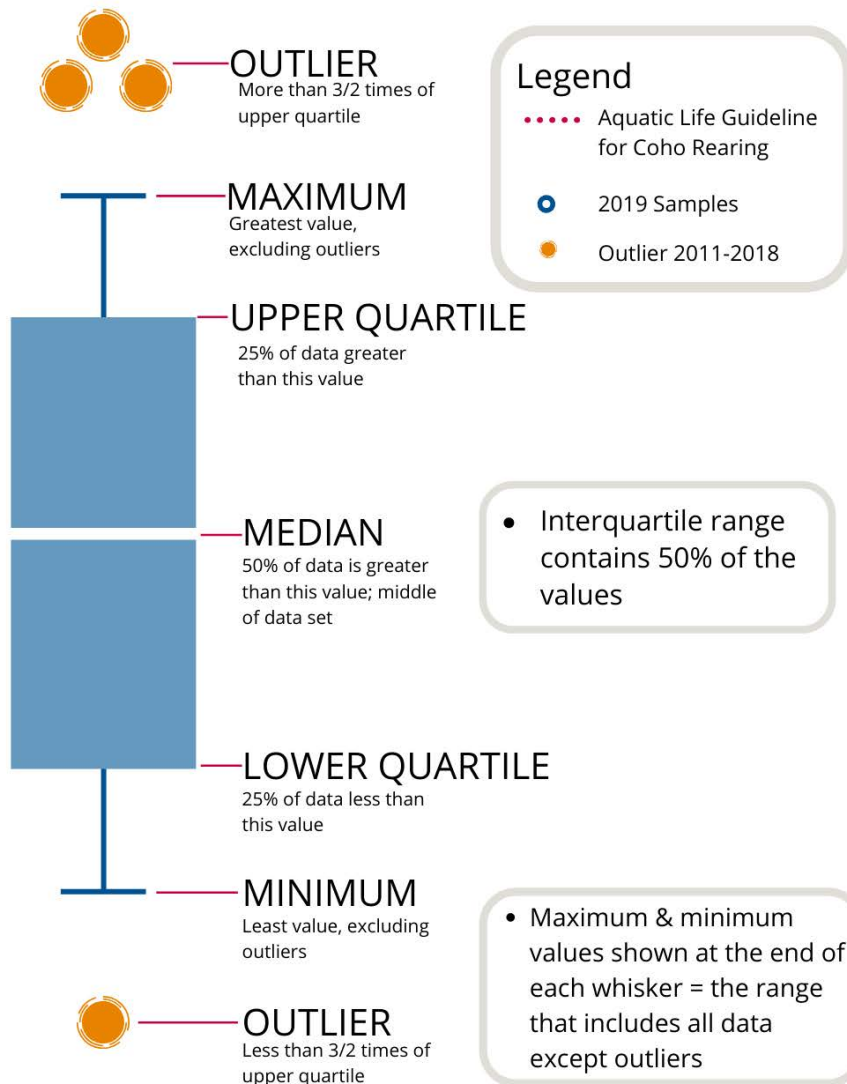 OUTLIER
More than 3/2 times of
upper quartile
MAXIMUM
Greatest value,
excluding outliers
UPPER QUARTILE
25% of data greater
than this value
MEDIAN
50% of data is greater
than this value; middle
of data set
LOWER QUARTILE
25% of data less than
this value
MINIMUM
Least value, excluding
outliers
OUTLIER
Less than 3/2 times of
upper quartile
Legend
Aquatic Life Guideline
for Coho Rearing
2019 Samples
Outlier 2011-2018
• Interquartile range
contains 50% of the
values
• Maximum & minimum
values shown at the end of
each whisker = the range
that includes all data
except outliers